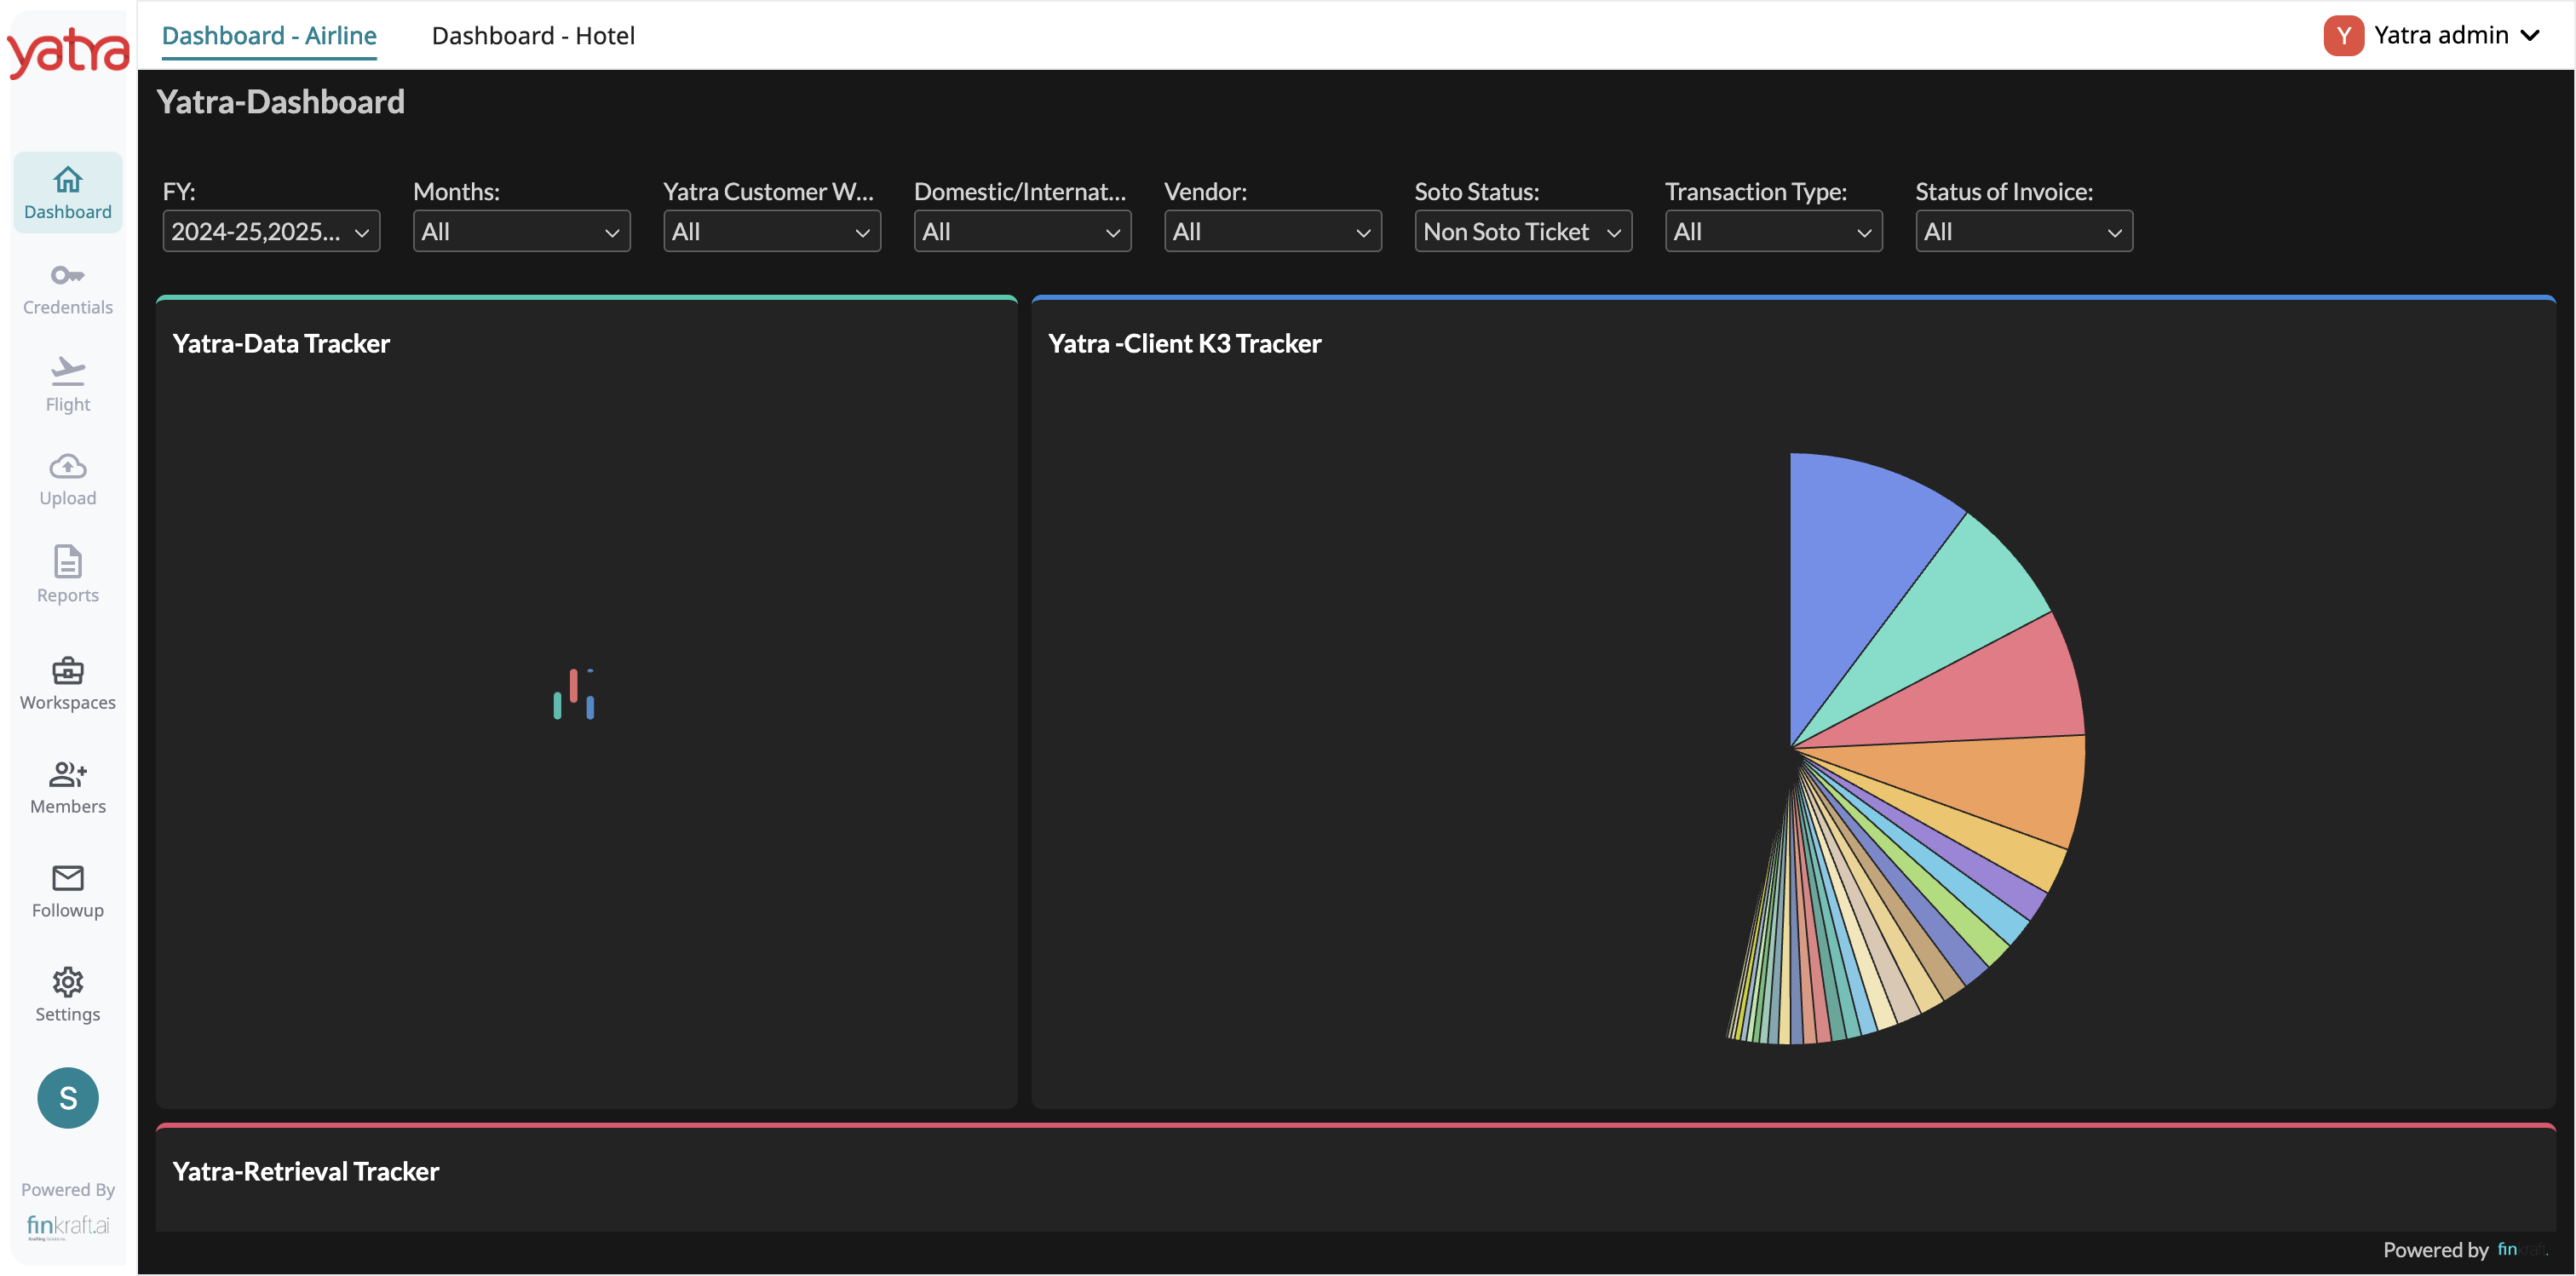 yatra
Dashboard - Airline
Dashboard - Hotel
Y
Yatra admin
Yatra-Dashboard
FY:
Months:
Yatra Customer W...
Domestic/Internat...
Vendor:
Soto Status:
Transaction Type:
Status of Invoice:
2024-25,2025...
All
All
All
All
Non Soto Ticket
All
All
Dashboard
Credentials
Flight
Upload
Reports
Workspaces
Members
Followup
Settings
S
Powered By
finkraft.ai
Yatra-Data Tracker
Yatra -Client K3 Tracker
Yatra-Retrieval Tracker
Powered by finkraft.